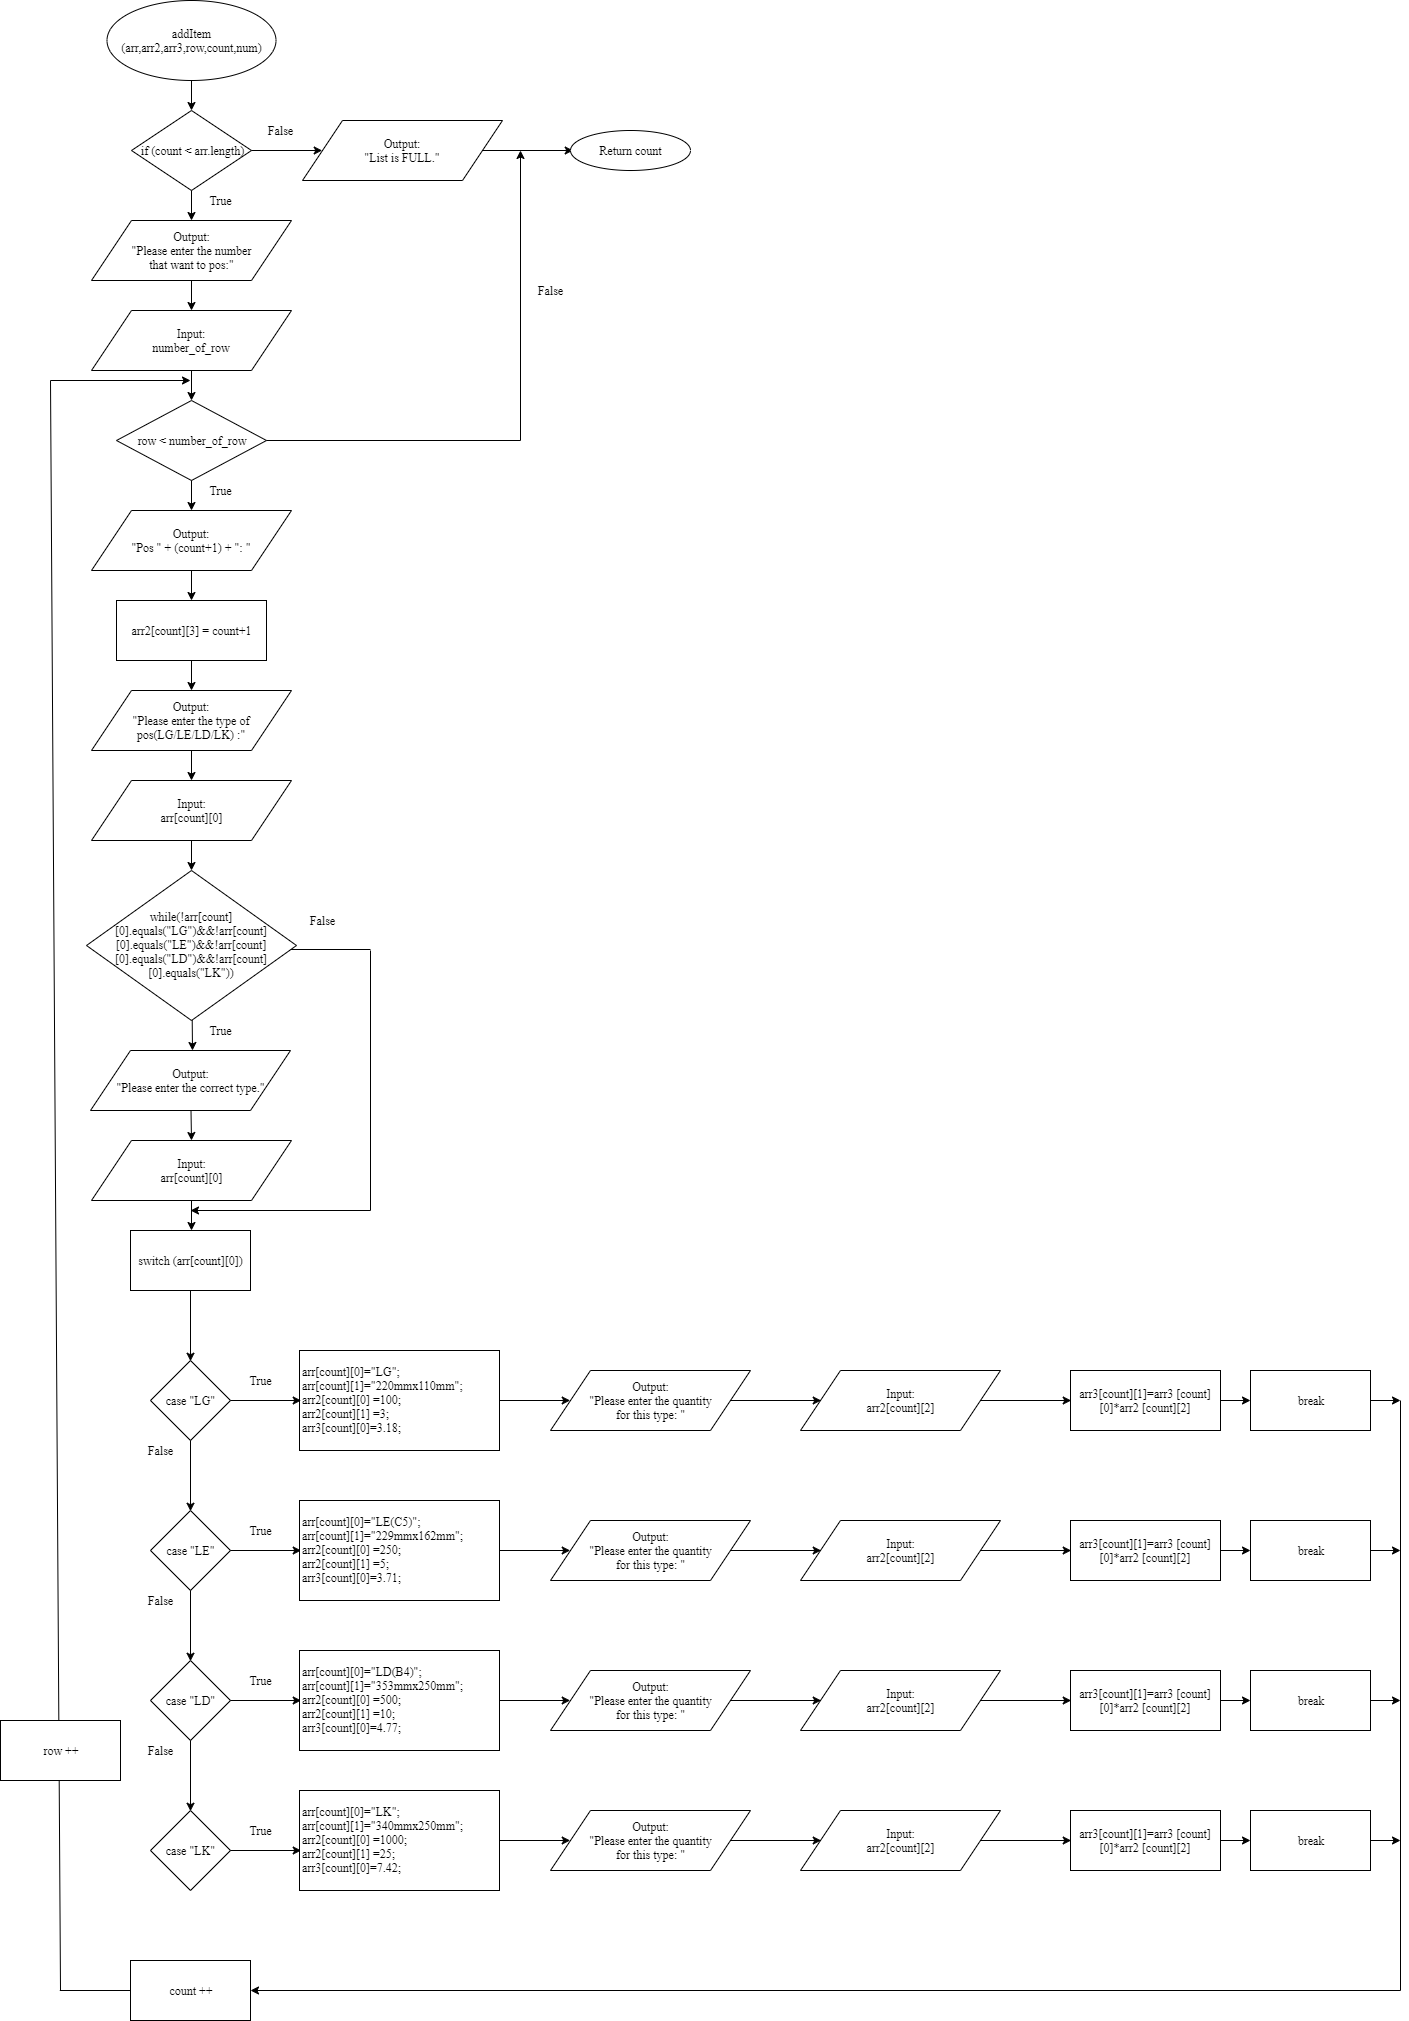 addItem
(arr,arr2,arr3,row,count,num)
if (count < arr.length)
False
Output:
"List is FULL."
Return count
True
Output:
"Please enter the number
that want to pos:"
False
Input:
number_of_row
row < number_of_row
True
Output:
"Pos " + (count+1) + ": "
arr2[count][3] = count+1
Output:
"Please enter the type of
pos(LG/LE/LD/LK) :"
Input:
arr[count][0]
while(!arr[count]
[0].equals("LG")&&!arr[count]
[0].equals("LE")&&!arr[count]
[0].equals("LD")&&!arr[count]
[0].equals("LK"))
False
True
Output:
"Please enter the correct type."
Input:
arr[count][0]
switch (arr[count][0])
case "LG"
True
arr[count][0]="LG";
arr[count][1]="220mmx110mm";
arr2[count][0] =100;
arr2[count][1] =3;
arr3[count][0]=3.18;
Output:
"Please enter the quantity
for this type: "
Input:
arr2[count][2]
arr3[count][1]=arr3 [count]
[0]*arr2 [count][2]
break
False
case "LE"
True
arr[count][0]="LE(C5)";
arr[count][1]="229mmx162mm";
arr2[count][0] =250;
arr2[count][1] =5;
arr3[count][0]=3.71;
Output:
"Please enter the quantity
for this type: "
Input:
arr2[count][2]
arr3[count][1]=arr3 [count]
[0]*arr2 [count][2]
break
False
case "LD"
True
arr[count][0]="LD(B4)";
arr[count][1]="353mmx250mm";
arr2[count][0] =500;
arr2[count][1] =10;
arr3[count][0]=4.77;
Output:
"Please enter the quantity
for this type: "
Input:
arr2[count][2]
arr3[count][1]=arr3 [count]
[0]*arr2 [count][2]
break
row ++
False
case "LK"
True
arr[count][0]="LK";
arr[count][1]="340mmx250mm";
arr2[count][0] =1000;
arr2[count][1] =25;
arr3[count][0]=7.42;
Output:
"Please enter the quantity
for this type: "
Input:
arr2[count][2]
arr3[count][1]=arr3 [count]
[0]*arr2 [count][2]
break
count ++